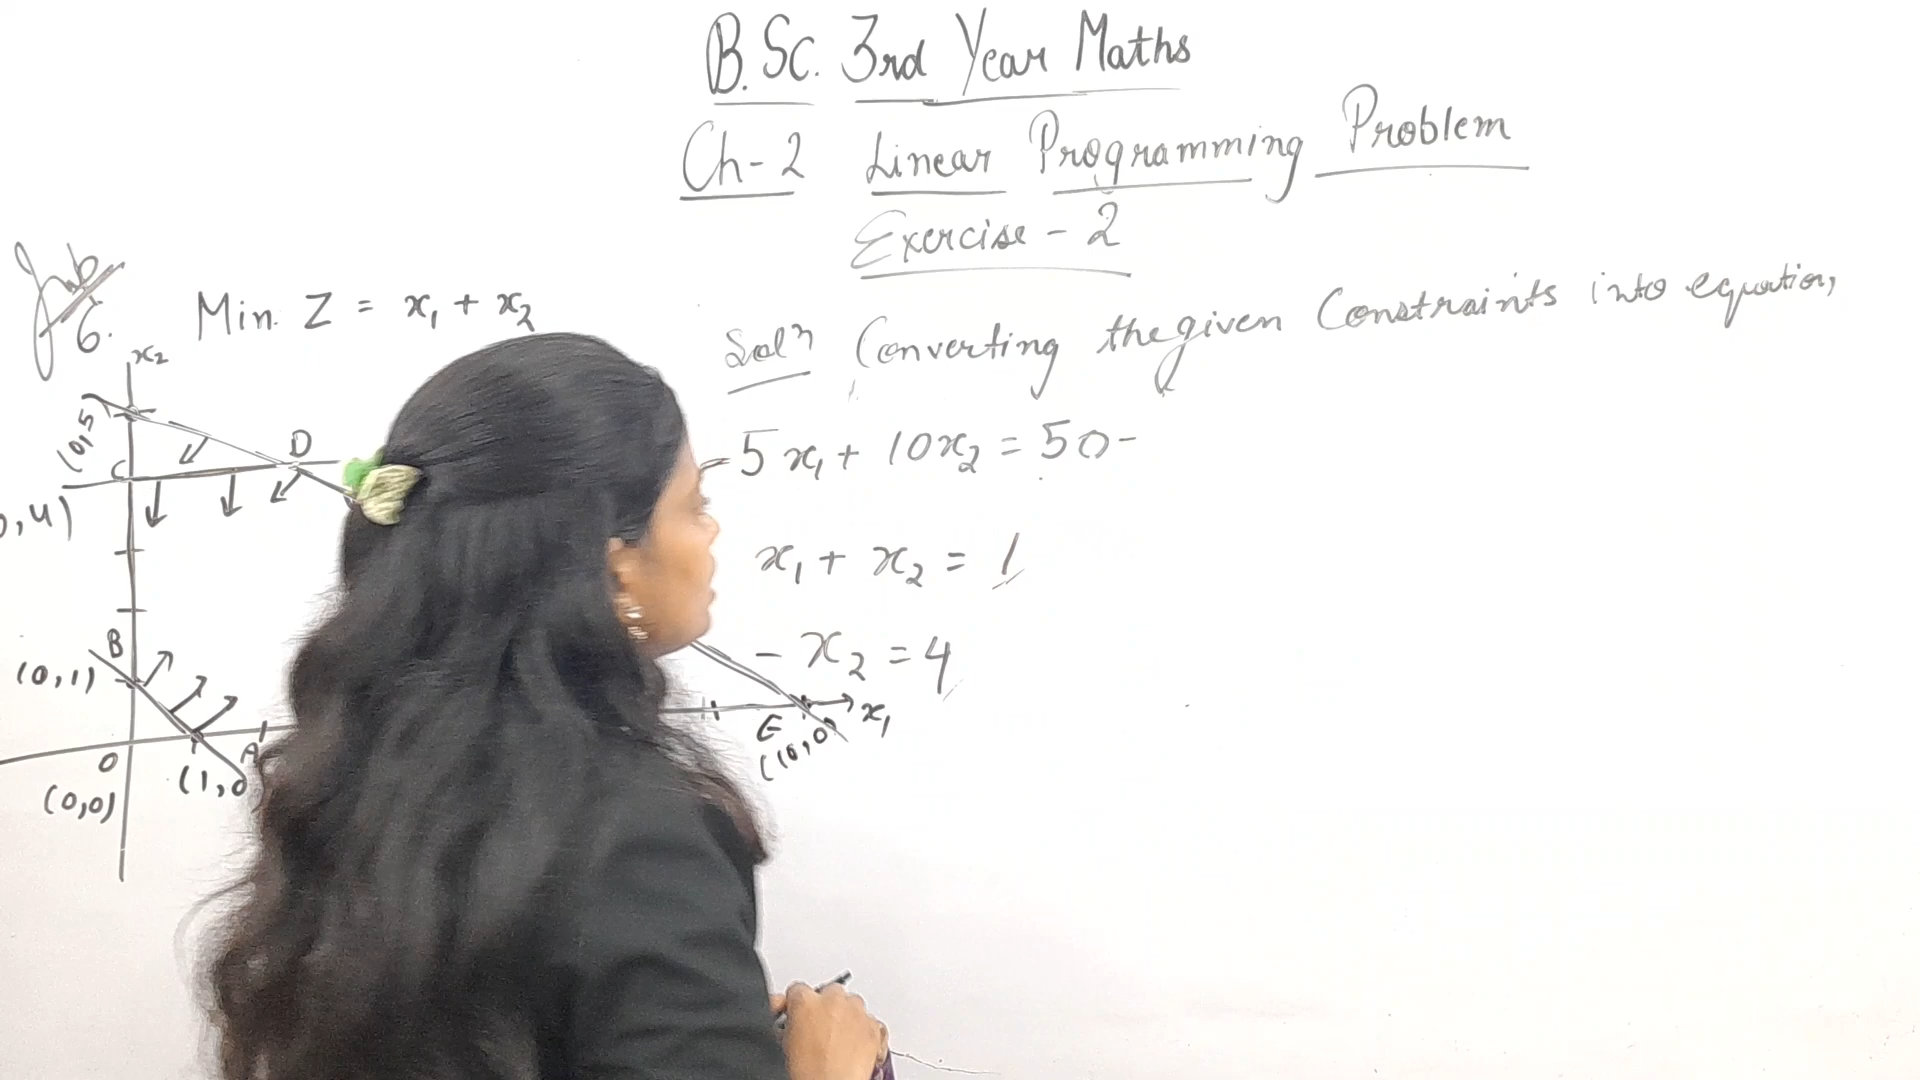 B.Sc. 3rd Year Maths
Ch-2 Linear Programming Problem
Exercise - 2
6. Min. Z = x₁ + x₂
Solⁿ Converting the given Constraints into equation,
5x₁ + 10x₂ = 50 -
x₁ + x₂ = 1
- x₂ = 4
x₂
(0,5
D
C
,4)
B
(0,1)
A
(1,0
O
(0,0)
E
(10,0)
x₁